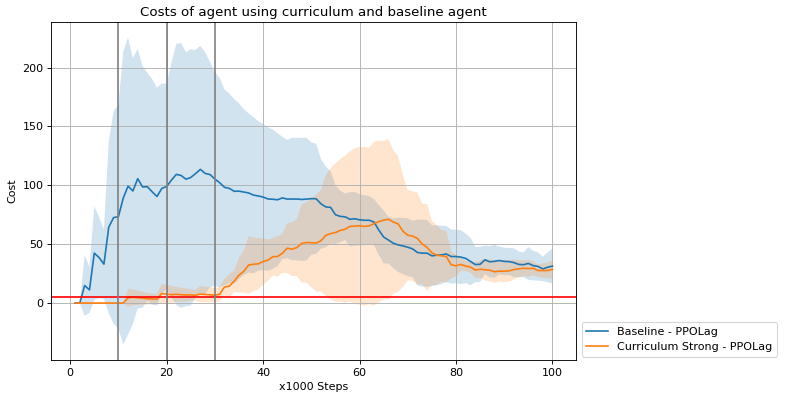 Costs of agent using curriculum and baseline agent
200
150
100
50
0
Cost
0 20 40 60 80 100
x1000 Steps
Baseline - PPOLag
Curriculum Strong - PPOLag